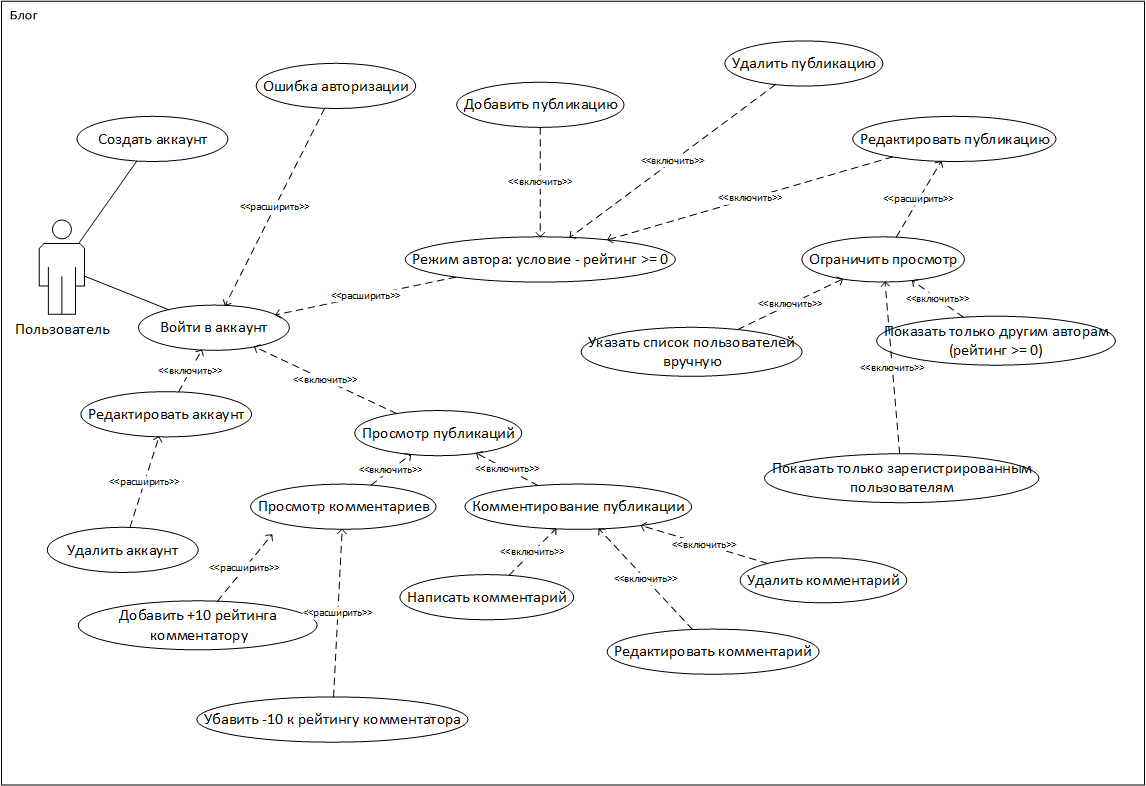 Блог
Удалить публикацию
Ошибка авторизации
Добавить публикацию
Создать аккаунт
Редактировать публикацию
<<включить>>
<<включить>>
<<включить>>
<<расширить>>
<<расширить>>
Режим автора: условие - рейтинг >= 0
Ограничить просмотр
<<расширить>>
<<включить>>
<<включить>>
Пользователь
Войти в аккаунт
Указать список пользователей
вручную
Показать только другим авторам
(рейтинг >= 0)
<<включить>>
<<включить>>
<<включить>>
Редактировать аккаунт
Просмотр публикаций
<<включить>>
<<включить>>
Показать только зарегистрированным
пользователям
<<расширить>>
Просмотр комментариев
Комментирование публикации
Удалить аккаунт
<<включить>>
<<включить>>
<<расширить>>
<<включить>>
Удалить комментарий
Написать комментарий
Добавить +10 рейтинга
комментатору
<<расширить>>
Редактировать комментарий
Убавить -10 к рейтингу комментатора